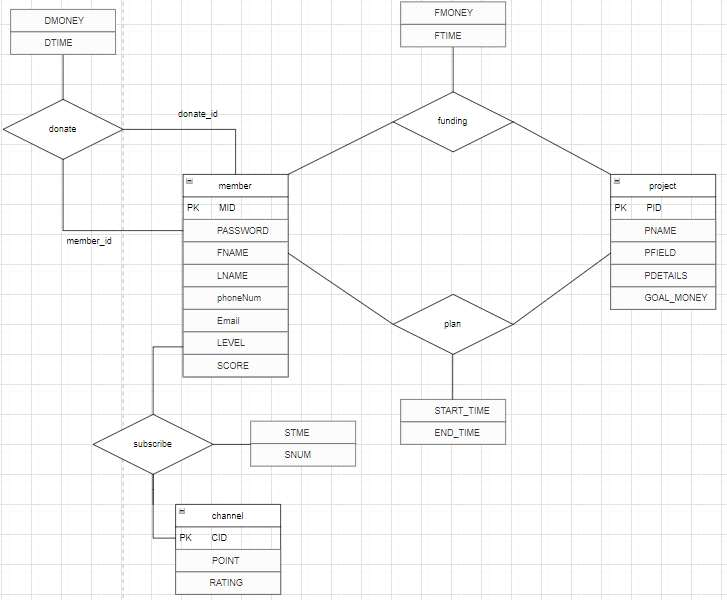 DMONEY
DTIME
FMONEY
FTIME
donate
donate_id
funding
member
PK MID
PASSWORD
FNAME
LNAME
phoneNum
Email
LEVEL
SCORE
member_id
project
PK PID
PNAME
PFIELD
PDETAILS
GOAL_MONEY
plan
START_TIME
END_TIME
subscribe
STME
SNUM
channel
PK CID
POINT
RATING